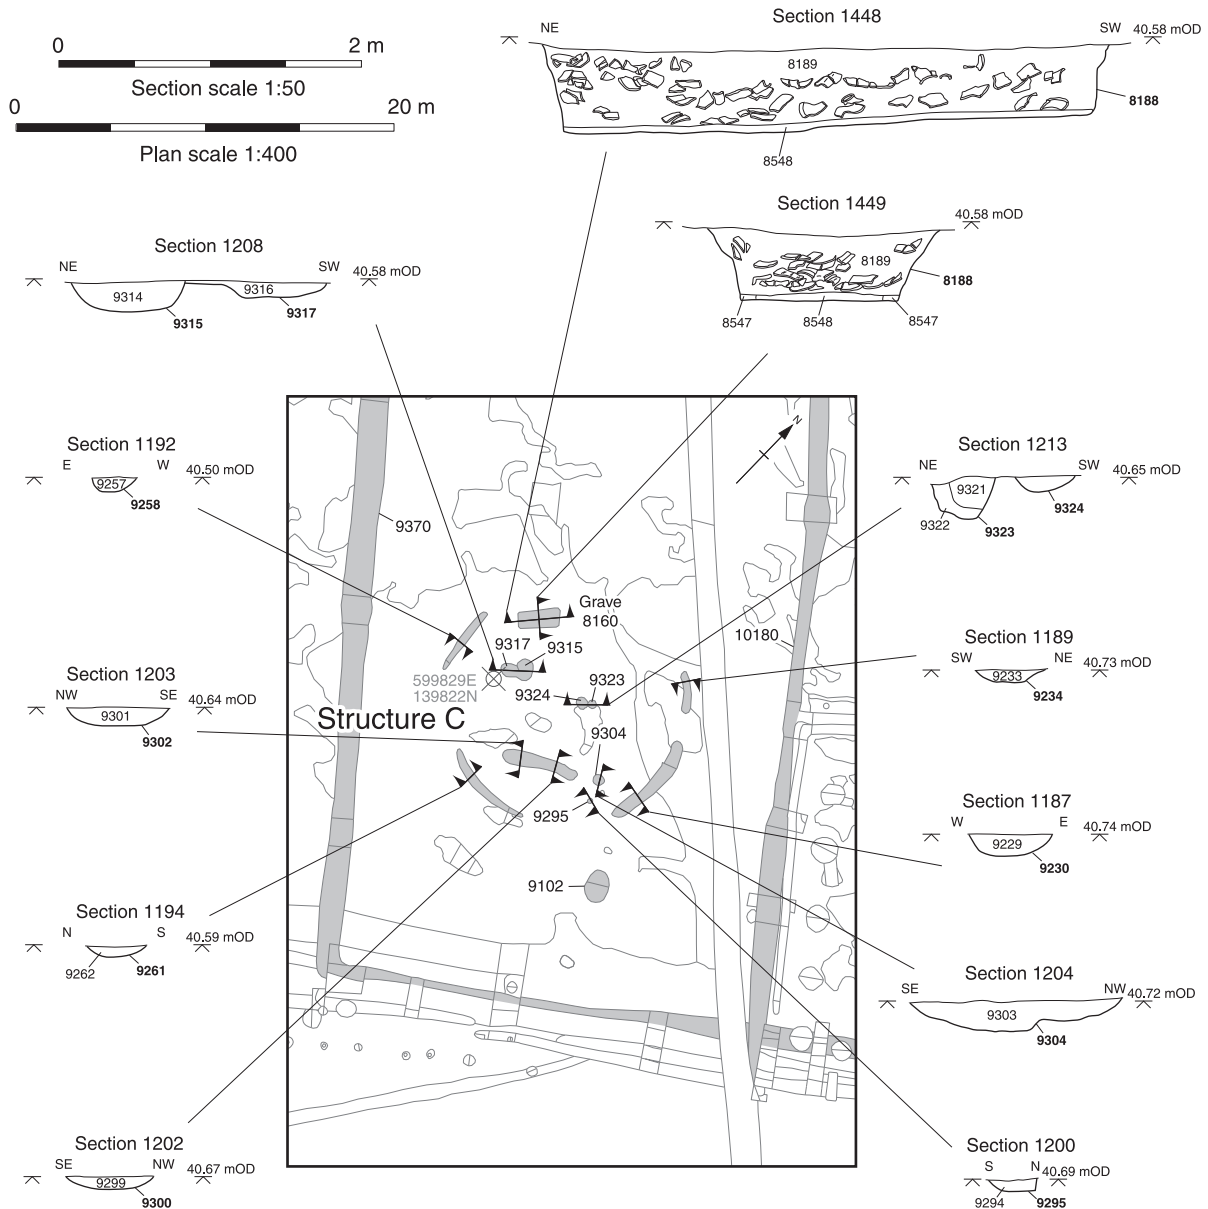 0 2 m
Section scale 1:50
0 20 m
Plan scale 1:400
Section 1448
NE SW 40.58 mOD
8189
8188
8548
Section 1449
40.58 mOD
8189
8188
8547 8548 8547
Section 1208
NE SW 40.58 mOD
9314 9316
9315 9317
Section 1192
E W 40.50 mOD
9257
9258
Section 1213
NE SW 40.65 mOD
9321
9324
9322 9323
N
9370
Grave
8160
10180
9317 9315
599829E
139822N
9324 9323
Structure C
9304
9295
9102
Section 1203
NW SE 40.64 mOD
9301
9302
Section 1189
SW NE 40.73 mOD
9233
9234
Section 1187
W E 40.74 mOD
9229
9230
Section 1194
N S 40.59 mOD
9262 9261
Section 1204
SE NW 40.72 mOD
9303
9304
Section 1202
SE NW 40.67 mOD
9299
9300
Section 1200
S N 40.69 mOD
9294 9295